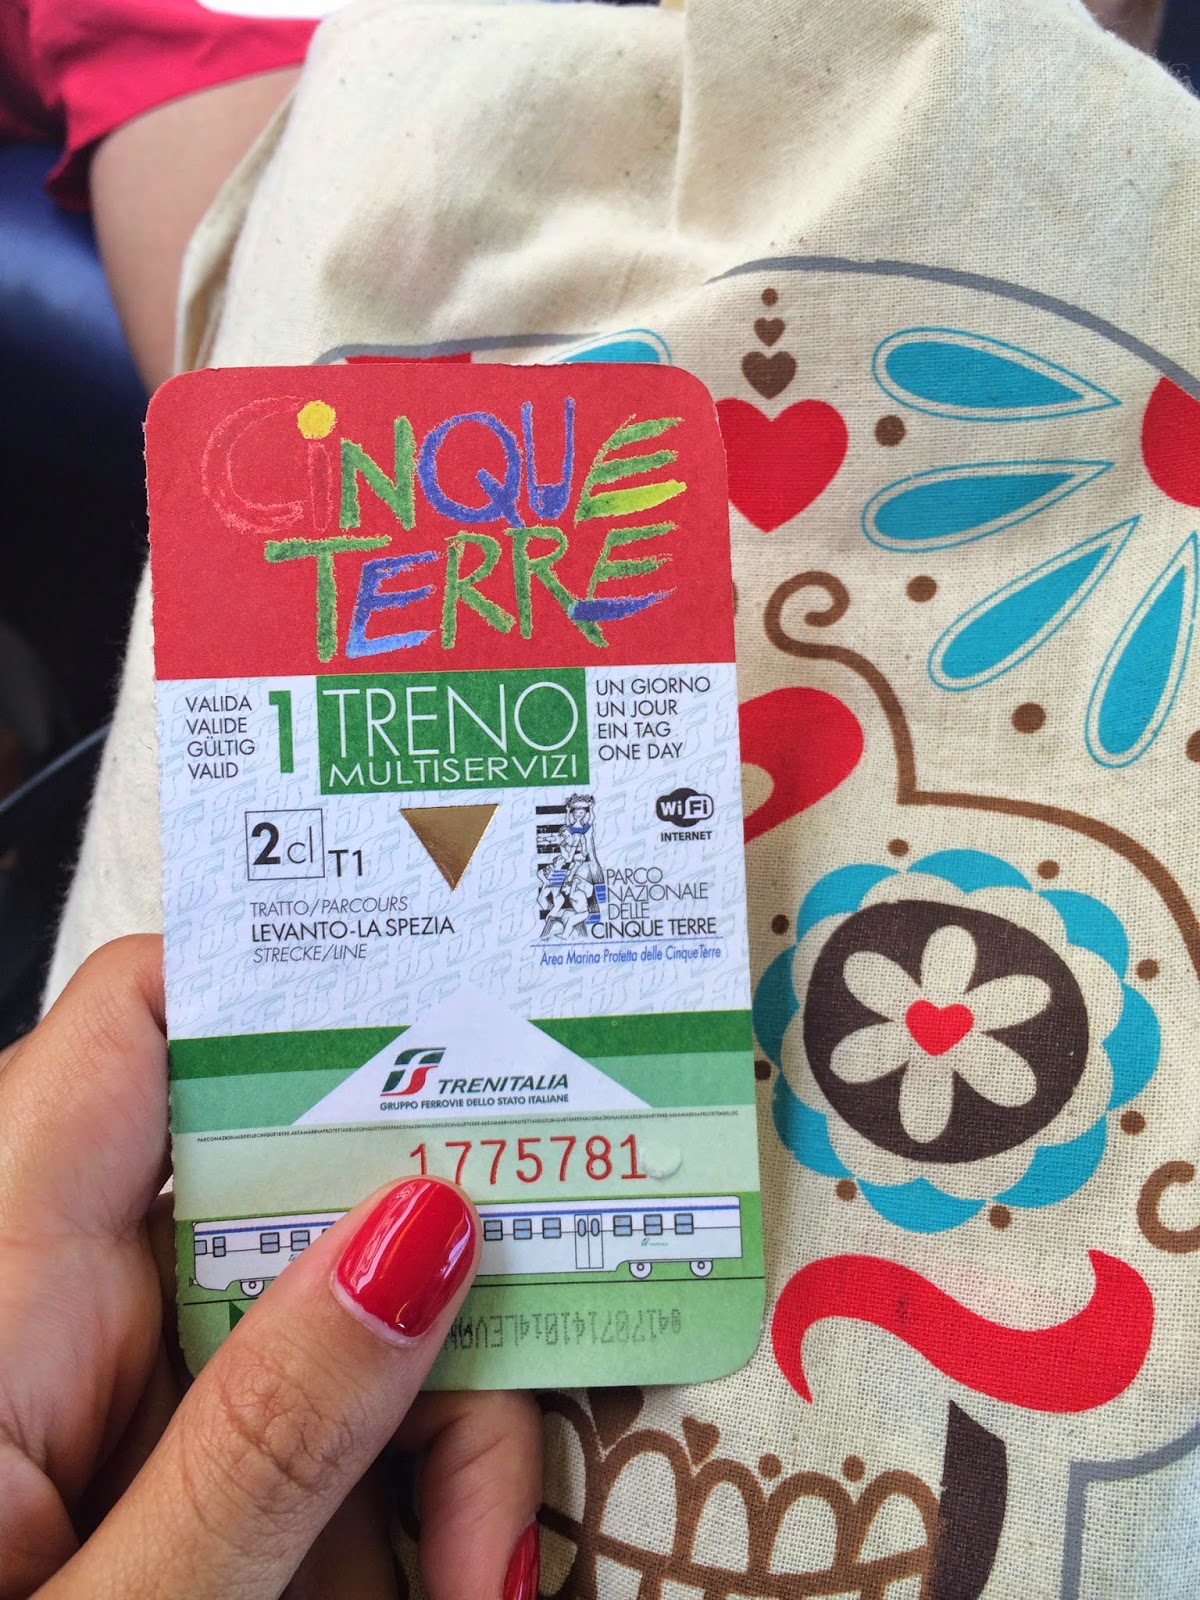 CINQUE
TERRE
VALIDA
VALIDE
GÜLTIG
VALID
1
TRENO
MULTISERVIZI
UN GIORNO
UN JOUR
EIN TAG
ONE DAY
2cl
T1
TRATTO/PARCOURS
LEVANTO-LA SPEZIA
STRECKE/LINE
WiFi
INTERNET
PARCO
NAZIONALE
DELLE
CINQUE TERRE
Area Marina Protetta delle Cinque Terre
TRENITALIA
GRUPPO FERROVIE DELLO STATO ITALIANE
1775781